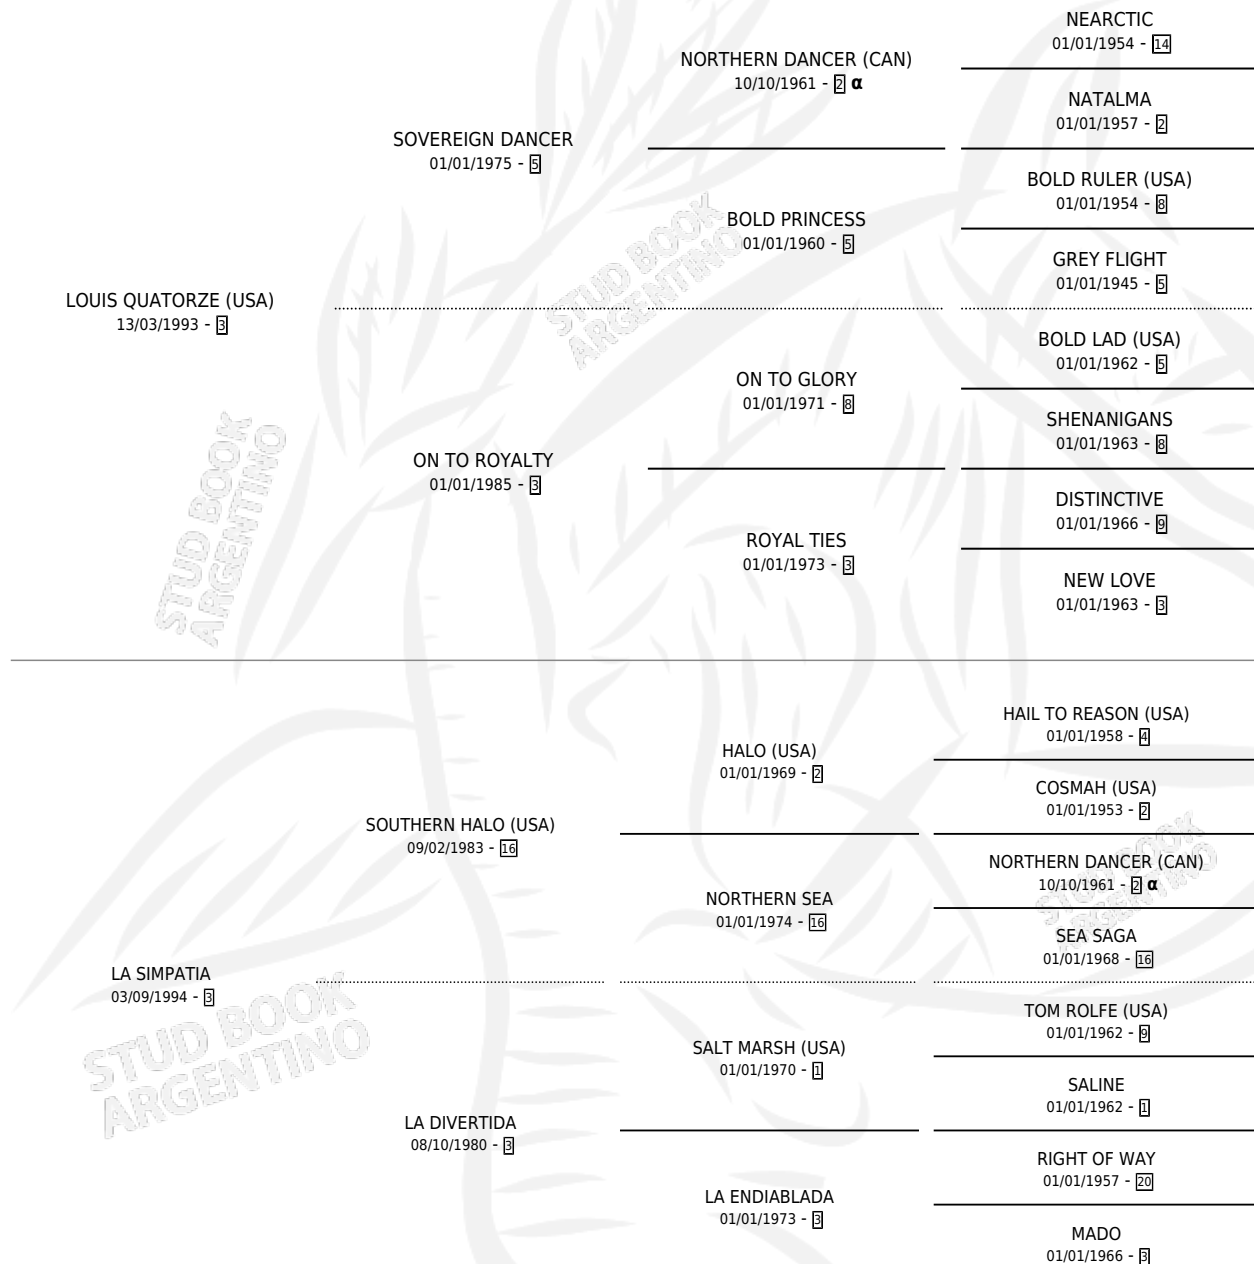 NEARCTIC
01/01/1954 - 14
NORTHERN DANCER (CAN)
10/10/1961 - 2 α
NATALMA
01/01/1957 - 2
SOVEREIGN DANCER
01/01/1975 - 5
BOLD RULER (USA)
01/01/1954 - 8
BOLD PRINCESS
01/01/1960 - 5
GREY FLIGHT
01/01/1945 - 5
LOUIS QUATORZE (USA)
13/03/1993 - 3
BOLD LAD (USA)
01/01/1962 - 5
ON TO GLORY
01/01/1971 - 8
SHENANIGANS
01/01/1963 - 8
ON TO ROYALTY
01/01/1985 - 3
DISTINCTIVE
01/01/1966 - 9
ROYAL TIES
01/01/1973 - 3
NEW LOVE
01/01/1963 - 3
HAIL TO REASON (USA)
01/01/1958 - 4
HALO (USA)
01/01/1969 - 2
COSMAH (USA)
01/01/1953 - 2
SOUTHERN HALO (USA)
09/02/1983 - 16
NORTHERN DANCER (CAN)
10/10/1961 - 2 α
NORTHERN SEA
01/01/1974 - 16
SEA SAGA
01/01/1968 - 16
LA SIMPATIA
03/09/1994 - 3
TOM ROLFE (USA)
01/01/1962 - 9
SALT MARSH (USA)
01/01/1970 - 1
SALINE
01/01/1962 - 1
LA DIVERTIDA
08/10/1980 - 3
RIGHT OF WAY
01/01/1957 - 20
LA ENDIABLADA
01/01/1973 - 3
MADO
01/01/1966 - 3
STUD BOOK
ARGENTINO
STUD BOOK
ARGENTINO
STUD BOOK
ARGENTINO
STUD BOOK
ARGENTINO